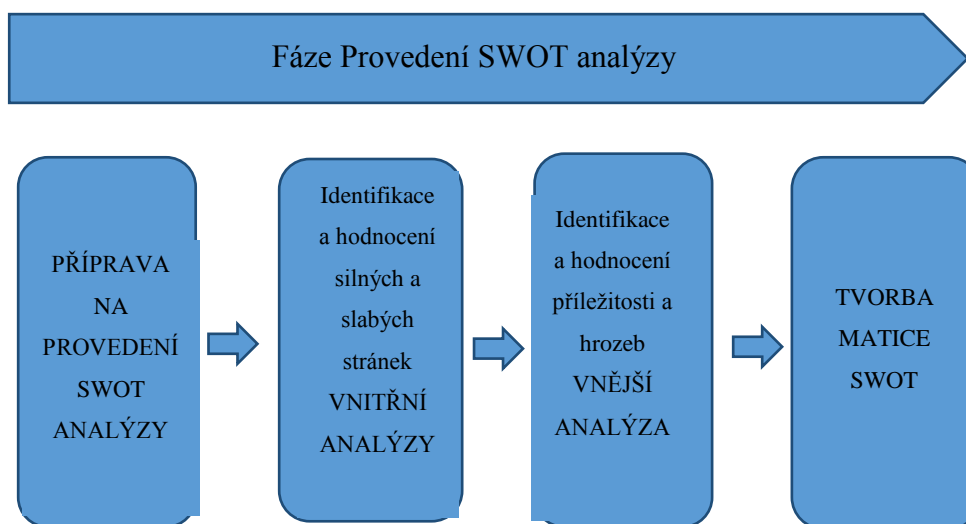 Fáze Provedení SWOT analýzy
PŘÍPRAVA
NA
PROVEDENÍ
SWOT
ANALÝZY
Identifikace
a hodnocení
silných a
slabých
stránek
VNITŘNÍ
ANALÝZY
Identifikace
a hodnocení
příležitosti a
hrozeb
VNĚJŠÍ
ANALÝZA
TVORBA
MATICE
SWOT